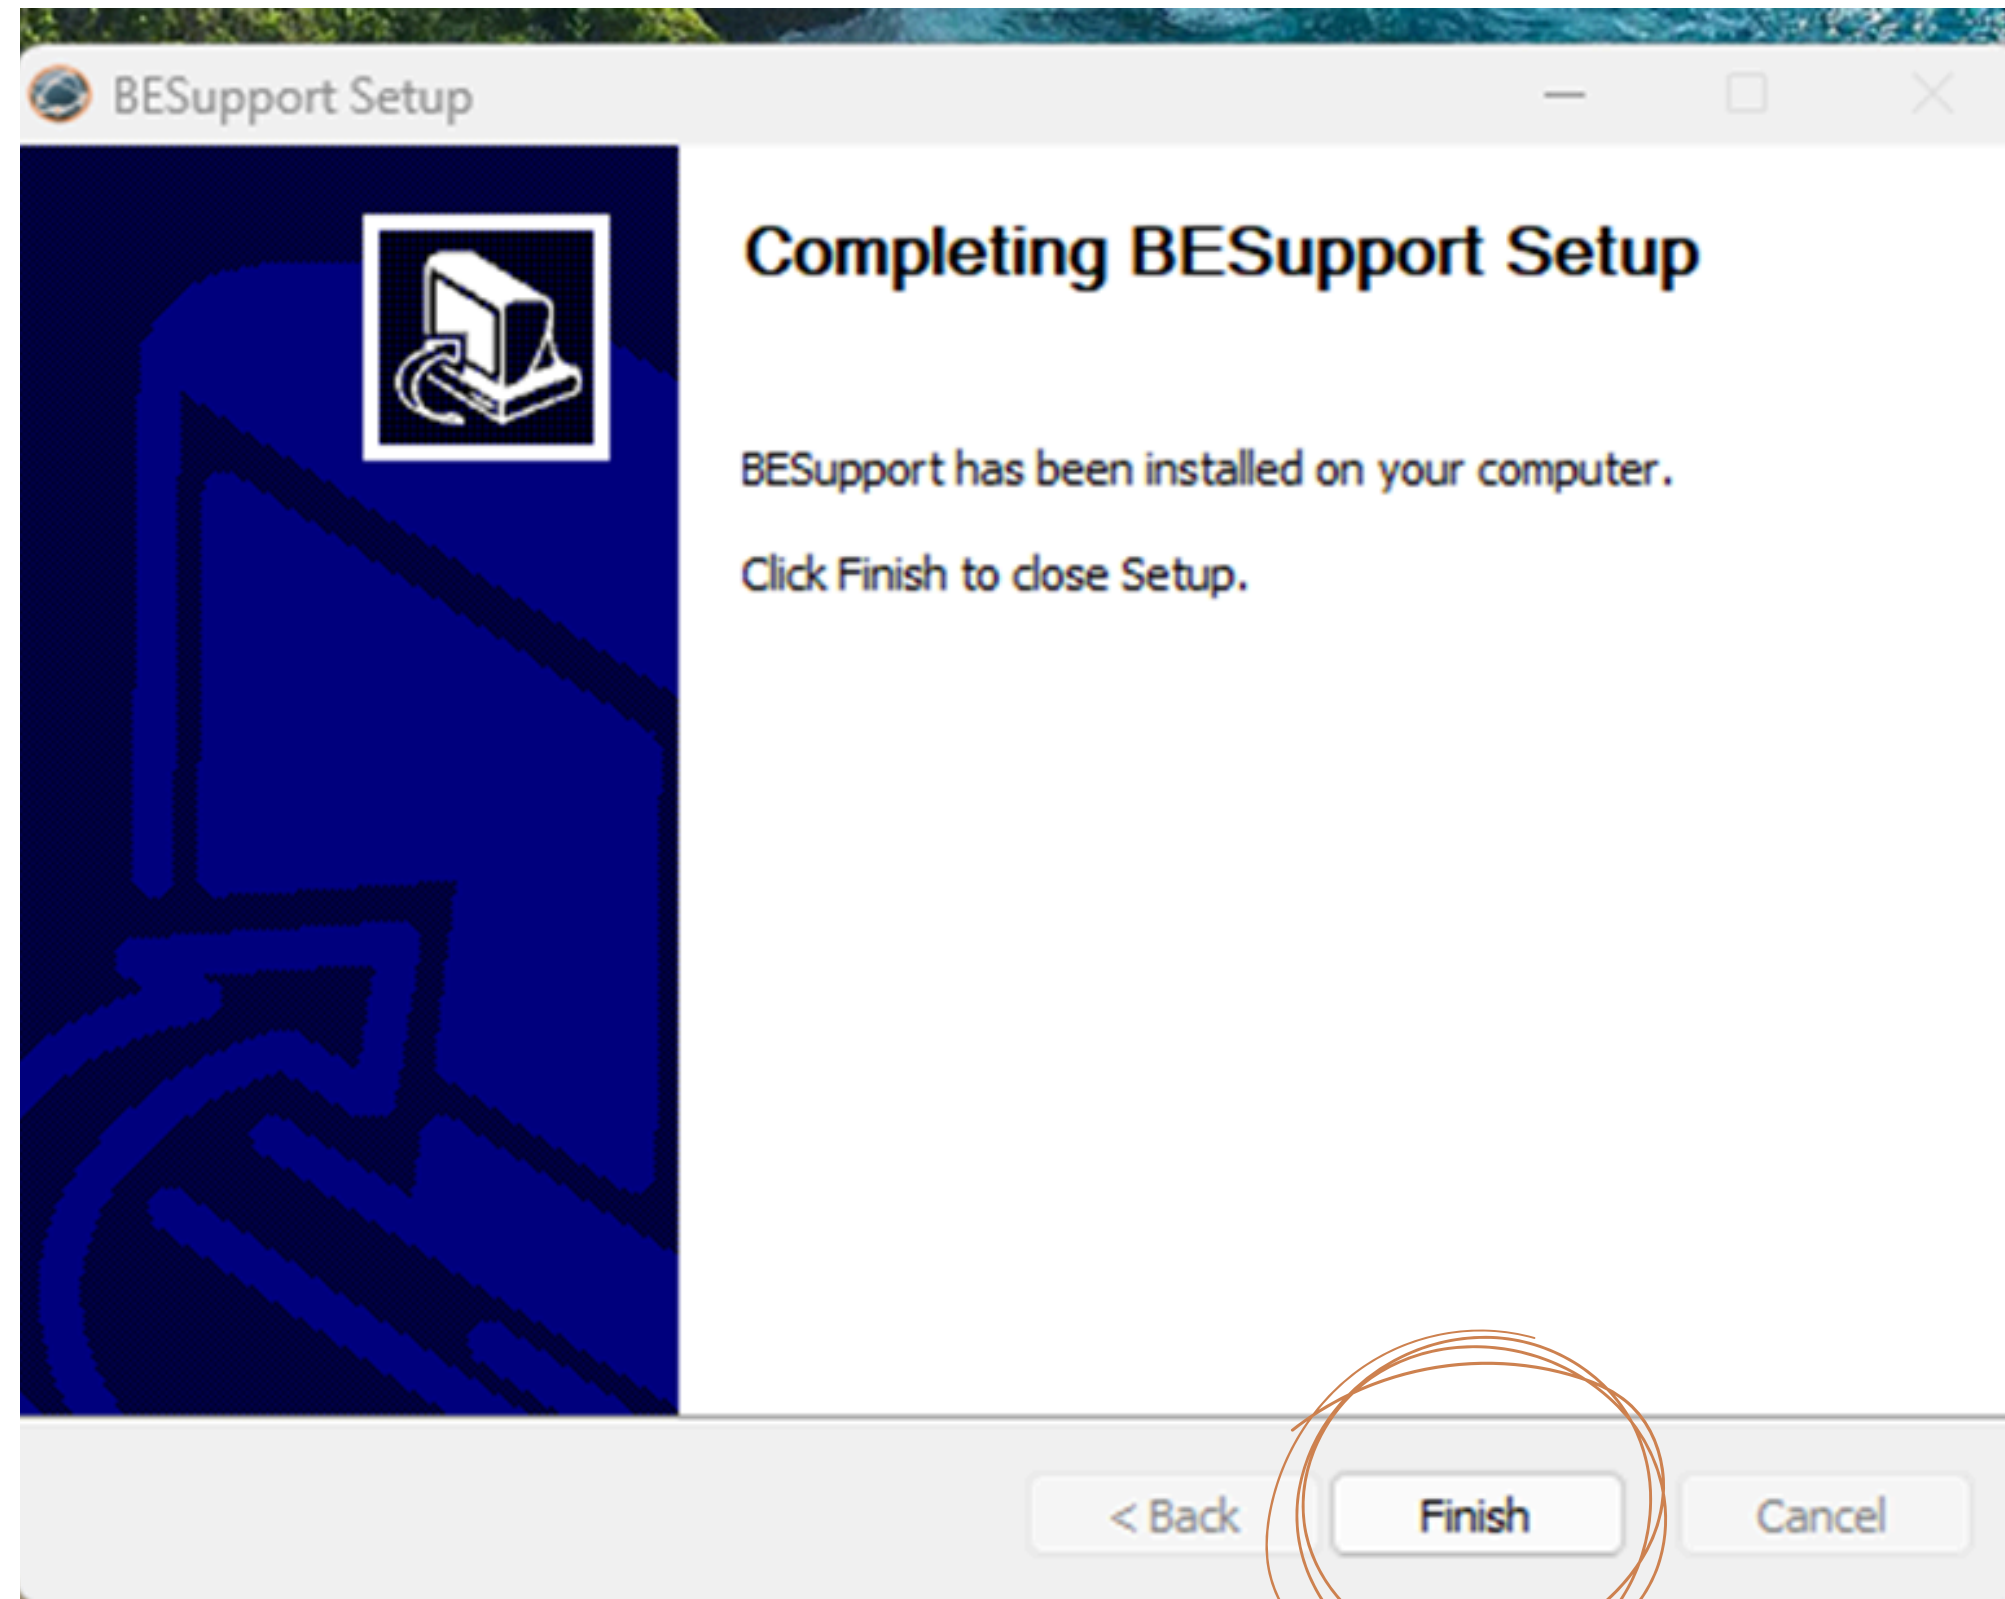 BESupport Setup
Completing BESupport Setup
BESupport has been installed on your computer.
Click Finish to close Setup.
< Back
Finish
Cancel